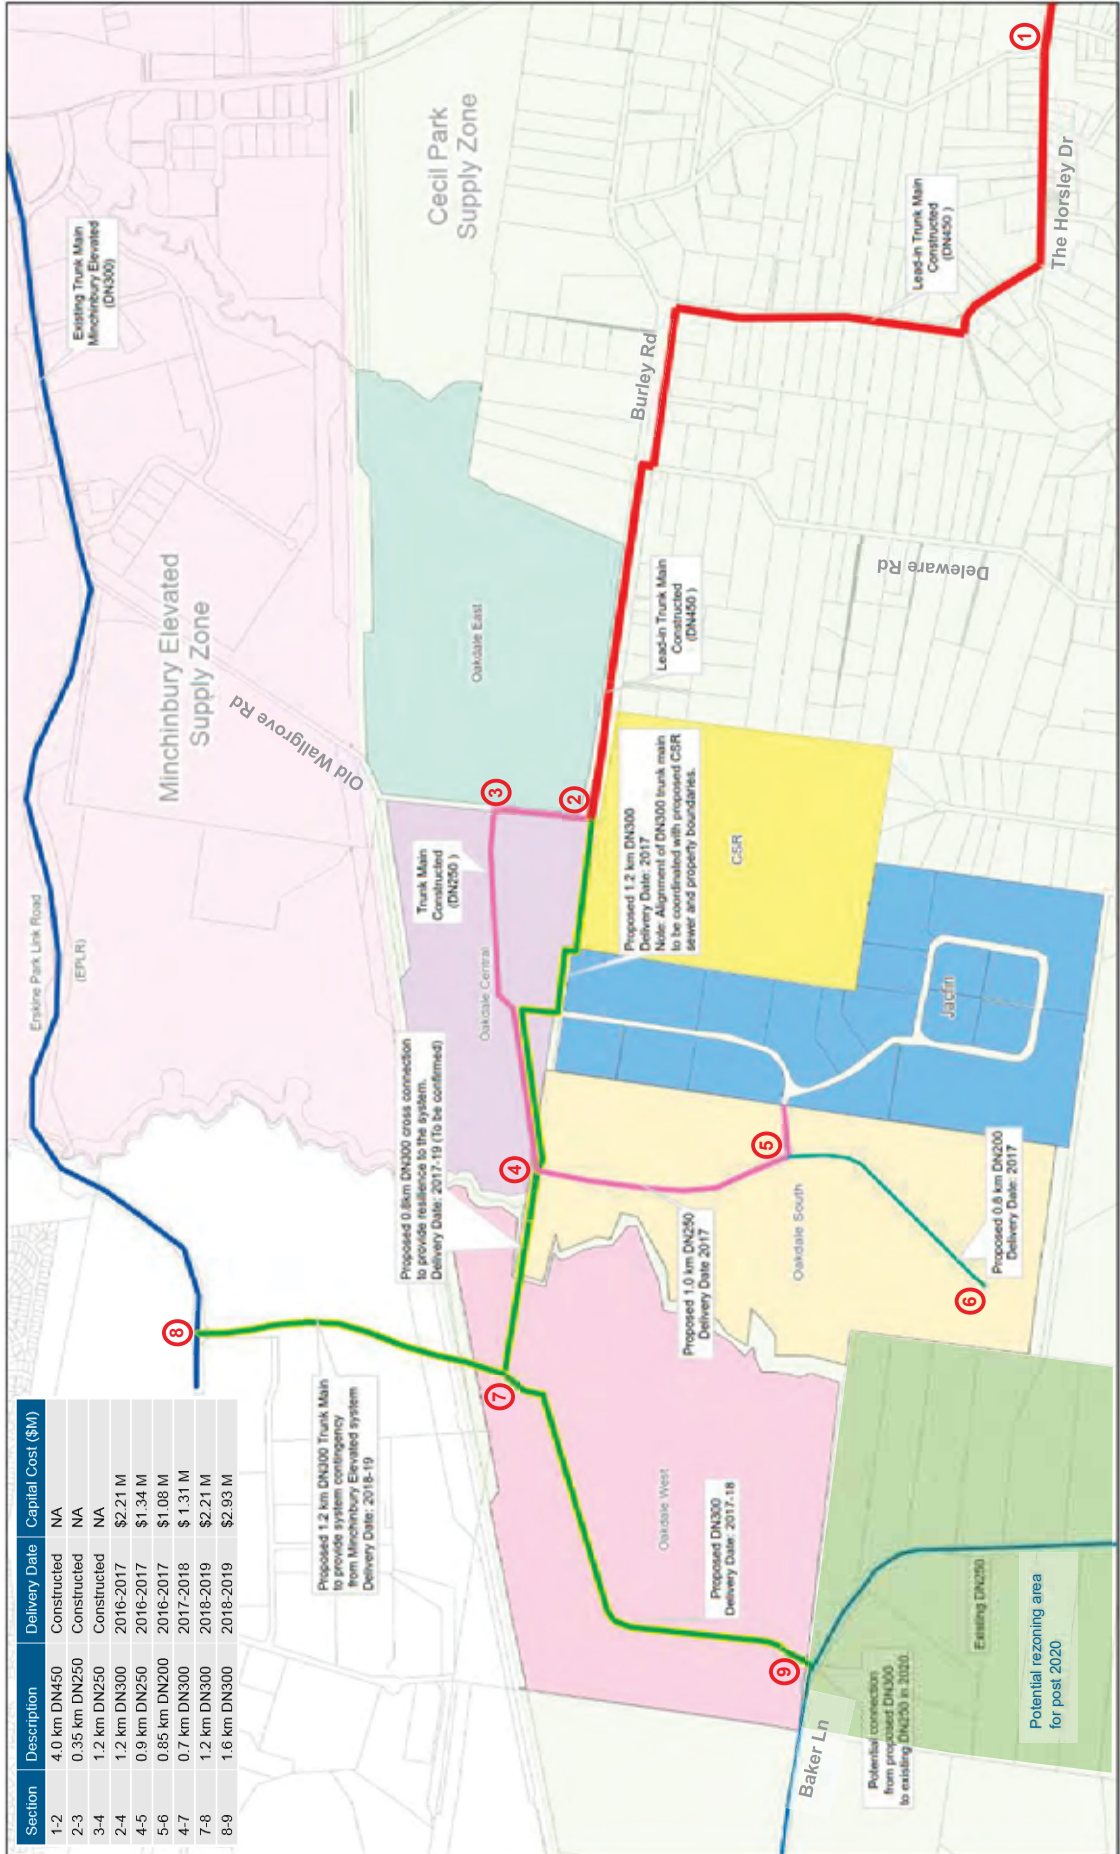 Section Description Delivery Date Capital Cost ($M)
1-2 4.0 km DN450 Constructed NA
2-3 0.35 km DN250 Constructed NA
3-4 1.2 km DN250 Constructed NA
2-4 1.2 km DN300 2016-2017 $2.21 M
4-5 0.9 km DN250 2016-2017 $1.34 M
5-6 0.85 km DN200 2016-2017 $1.08 M
4-7 0.7 km DN300 2017-2018 $ 1.31 M
7-8 1.2 km DN300 2018-2019 $2.21 M
8-9 1.6 km DN300 2018-2019 $2.93 M
Erskine Park Link Road
(EPLR)
Existing Trunk Main
Minchinbury Elevated
(DN300)
Minchinbury Elevated
Supply Zone
Old Wallgrove Rd
Cecil Park
Supply Zone
8
Proposed 1.2 km DN300 Trunk Main
to provide system contingency
from Minchinbury Elevated system
Delivery Date: 2018-19
Proposed 0.8km DN300 cross connection
to provide resilience to the system.
Delivery Date: 2017-19 (To be confirmed)
Trunk Main
Constructed
(DN250 )
Oakdale Central
Oakdale East
3
2
4
7
Burley Rd
Lead-in Trunk Main
Constructed
(DN450 )
Proposed 1.2 km DN300
Delivery Date: 2017
Note: Alignment of DN300 trunk main
to be coordinated with proposed CSR
sewer and property boundaries.
CSR
Oakdale West
Proposed 1.0 km DN250
Delivery Date 2017
Proposed DN300
Delivery Date: 2017-18
5
Oakdale South
9
Deleware Rd
Lead-in Trunk Main
Constructed
(DN450 )
Jacfin
6
Proposed 0.8 km DN200
Delivery Date: 2017
Baker Ln
Potential connection
from proposed DN300
to existing DN250 in 2020.
Existing DN250
Potential rezoning area
for post 2020
1
The Horsley Dr